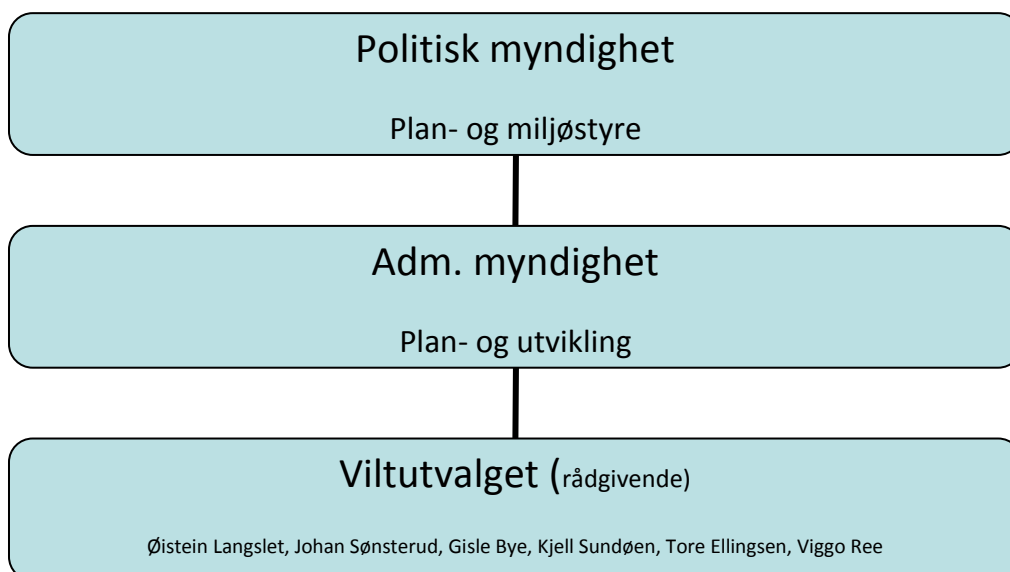 Politisk myndighet
Plan- og miljøstyre
Adm. myndighet
Plan- og utvikling
Viltutvalget (rådgivende)
Øistein Langslet, Johan Sønsterud, Gisle Bye, Kjell Sundøen, Tore Ellingsen, Viggo Ree